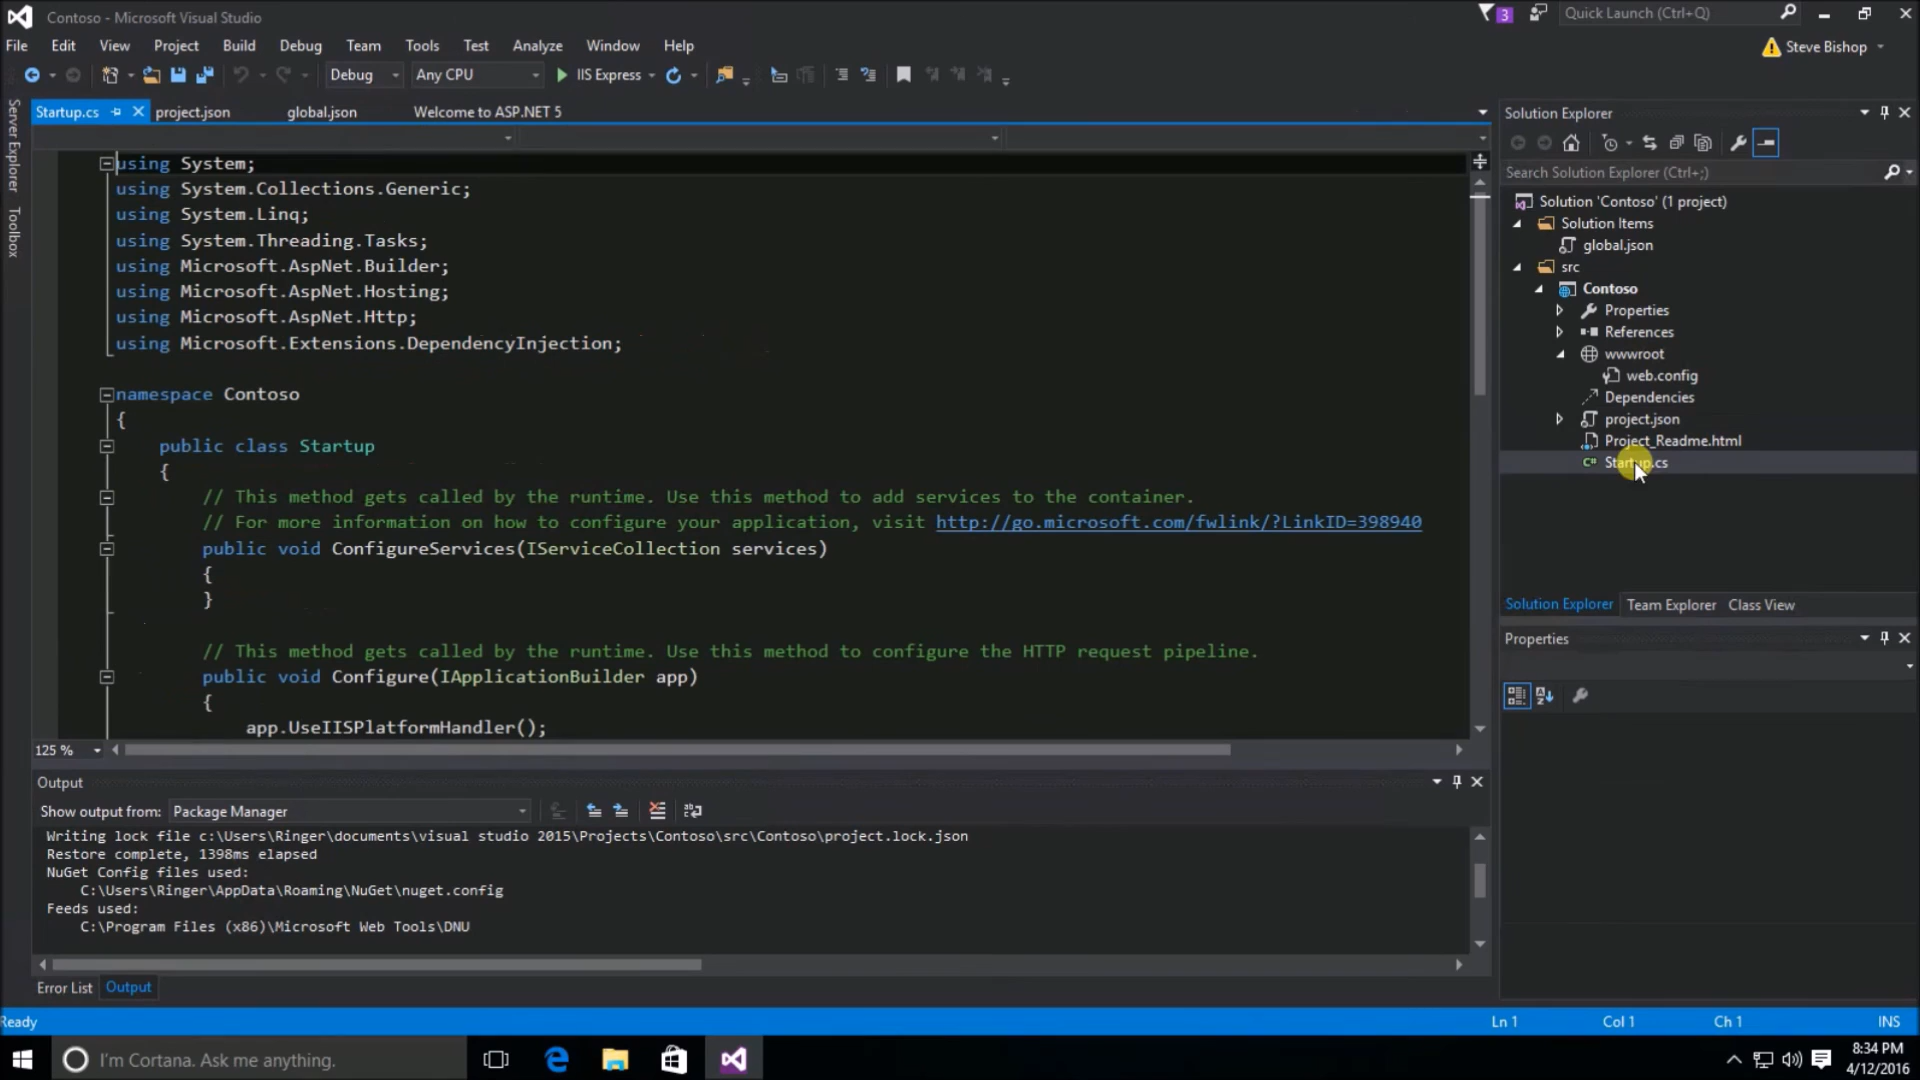 Contoso - Microsoft Visual Studio
3
Quick Launch (Ctrl+Q)
File Edit View Project Build Debug Team Tools Test Analyze Window Help
Steve Bishop
Debug Any CPU IIS Express
Server Explorer
Toolbox
Startup.cs project.json global.json Welcome to ASP.NET 5
using System;
using System.Collections.Generic;
using System.Linq;
using System.Threading.Tasks;
using Microsoft.AspNet.Builder;
using Microsoft.AspNet.Hosting;
using Microsoft.AspNet.Http;
using Microsoft.Extensions.DependencyInjection;
namespace Contoso
{
public class Startup
{
// This method gets called by the runtime. Use this method to add services to the container.
// For more information on how to configure your application, visit http://go.microsoft.com/fwlink/?LinkID=398940
public void ConfigureServices(IServiceCollection services)
{
}
// This method gets called by the runtime. Use this method to configure the HTTP request pipeline.
public void Configure(IApplicationBuilder app)
{
app.UseIISPlatformHandler();
125 %
Solution Explorer
Search Solution Explorer (Ctrl+;)
Solution 'Contoso' (1 project)
Solution Items
global.json
src
Contoso
Properties
References
wwwroot
web.config
Dependencies
project.json
Project_Readme.html
C# Startup.cs
Solution Explorer Team Explorer Class View
Properties
Output
Show output from: Package Manager
Writing lock file c:\Users\Ringer\documents\visual studio 2015\Projects\Contoso\src\Contoso\project.lock.json
Restore complete, 1398ms elapsed
NuGet Config files used:
C:\Users\Ringer\AppData\Roaming\NuGet\nuget.config
Feeds used:
C:\Program Files (x86)\Microsoft Web Tools\DNU
Error List Output
Ready Ln 1 Col 1 Ch 1 INS
I'm Cortana. Ask me anything.
8:34 PM
4/12/2016